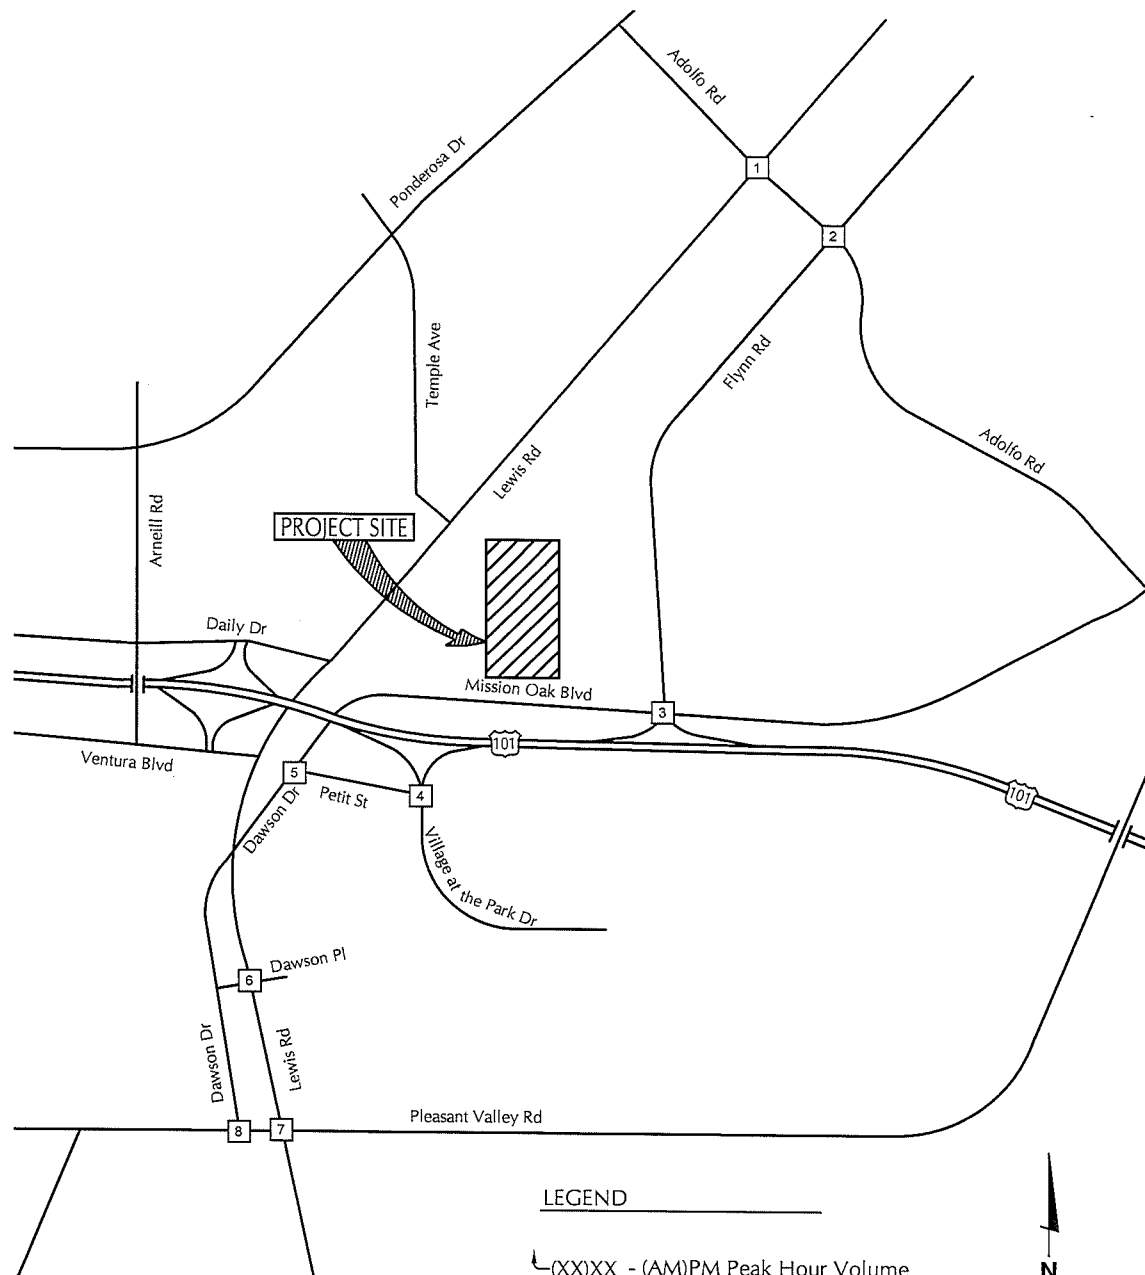 Adolfo Rd
1
Ponderosa Dr
2
Temple Ave
Flynn Rd
Adolfo Rd
Lewis Rd
Arneill Rd
PROJECT SITE
Daily Dr
Mission Oak Blvd
3
101
Ventura Blvd
5
Petit St
4
101
Dawson Dr
Village at the Park Dr
Dawson Pl
6
Dawson Dr
Lewis Rd
8
7
Pleasant Valley Rd
LEGEND
(XX)XX - (AM)PM Peak Hour Volume
N